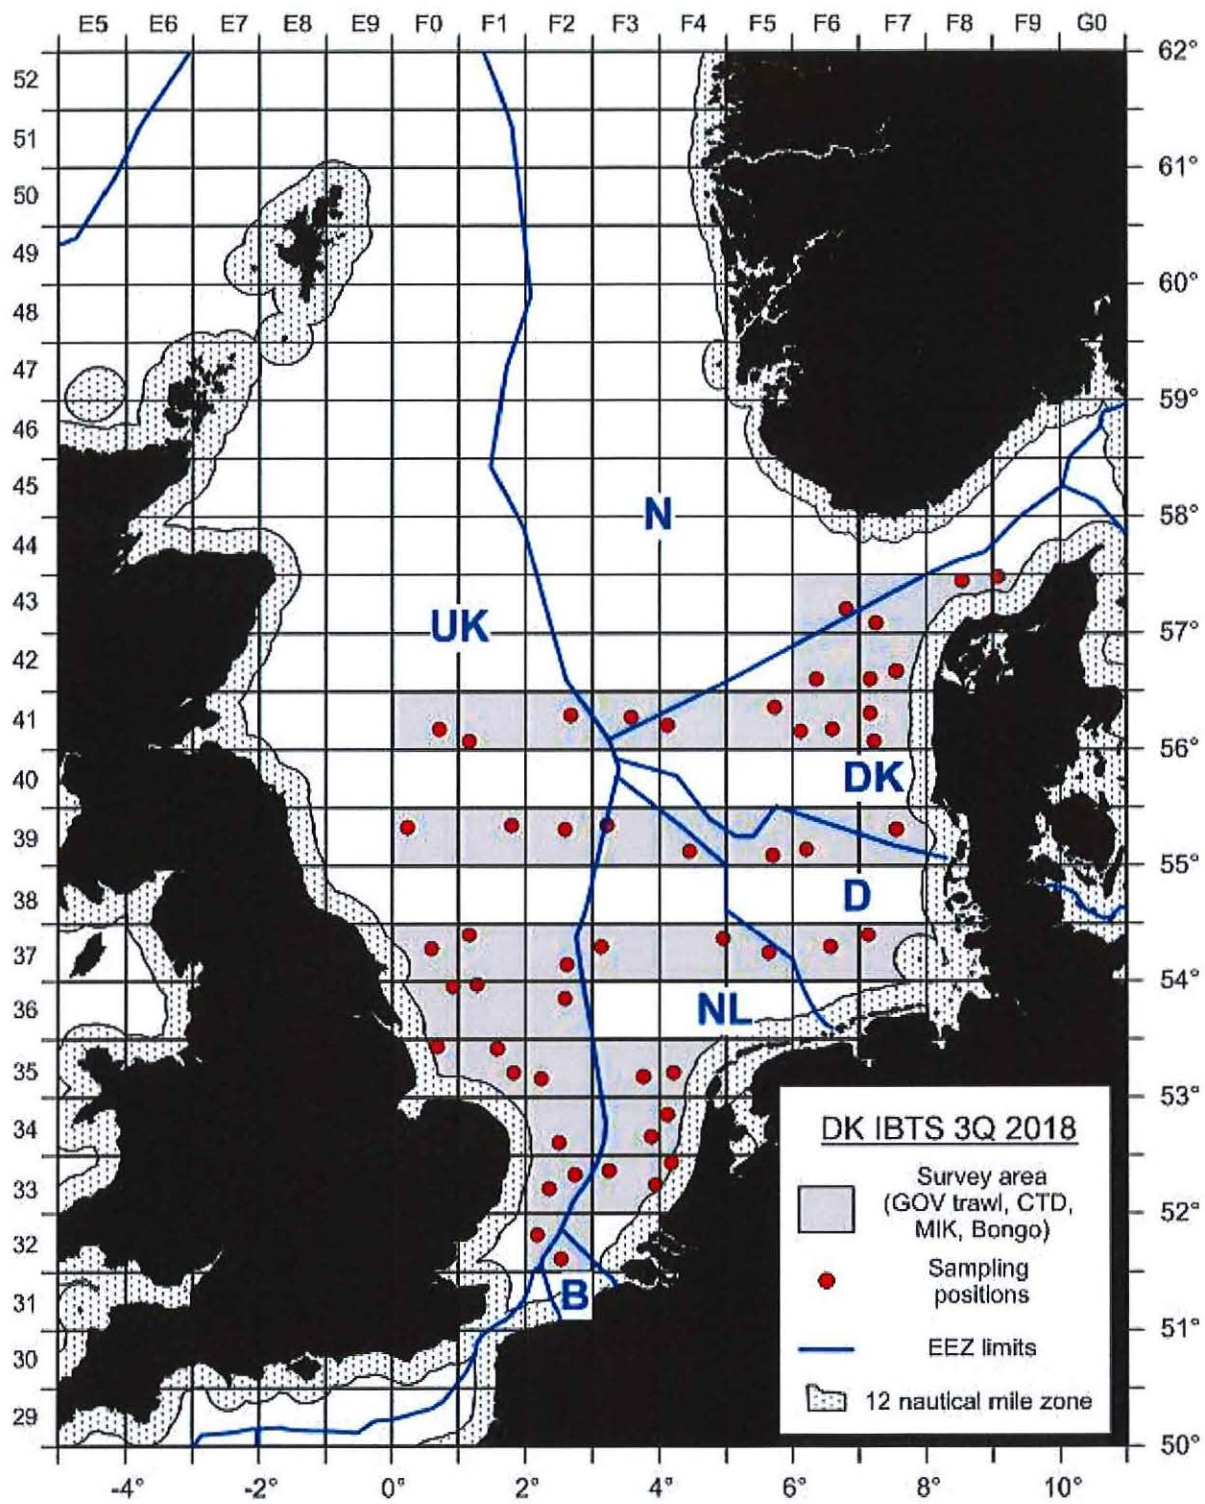 E5 E6 E7 E8 E9 F0 F1 F2 F3 F4 F5 F6 F7 F8 F9 G0
62°
52
51
61°
50
49
60°
48
47
59°
46
45
N
58°
44
43
UK
57°
42
41
56°
40
DK
39
55°
38
D
37
54°
36
NL
35
53°
34
33
52°
32
B
31
51°
30
29
50°
DK IBTS 3Q 2018
Survey area
(GOV trawl, CTD,
MIK, Bongo)
Sampling
positions
EEZ limits
12 nautical mile zone
-4° -2° 0° 2° 4° 6° 8° 10°